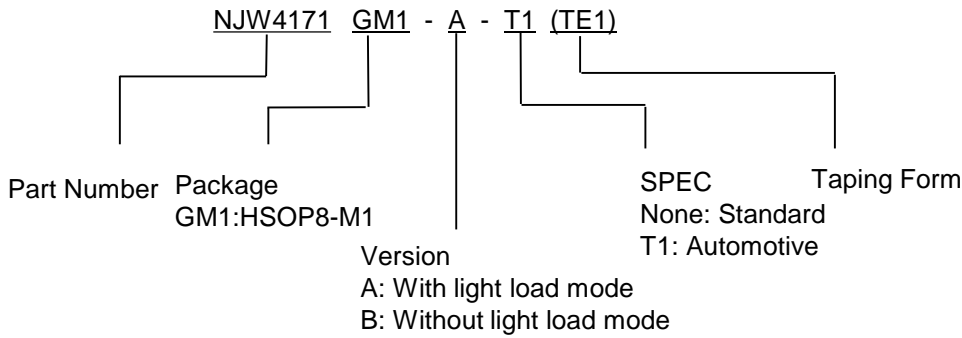 NJW4171 GM1 - A - T1 (TE1)
Part Number
Package
GM1:HSOP8-M1
Version
A: With light load mode
B: Without light load mode
SPEC
None: Standard
T1: Automotive
Taping Form